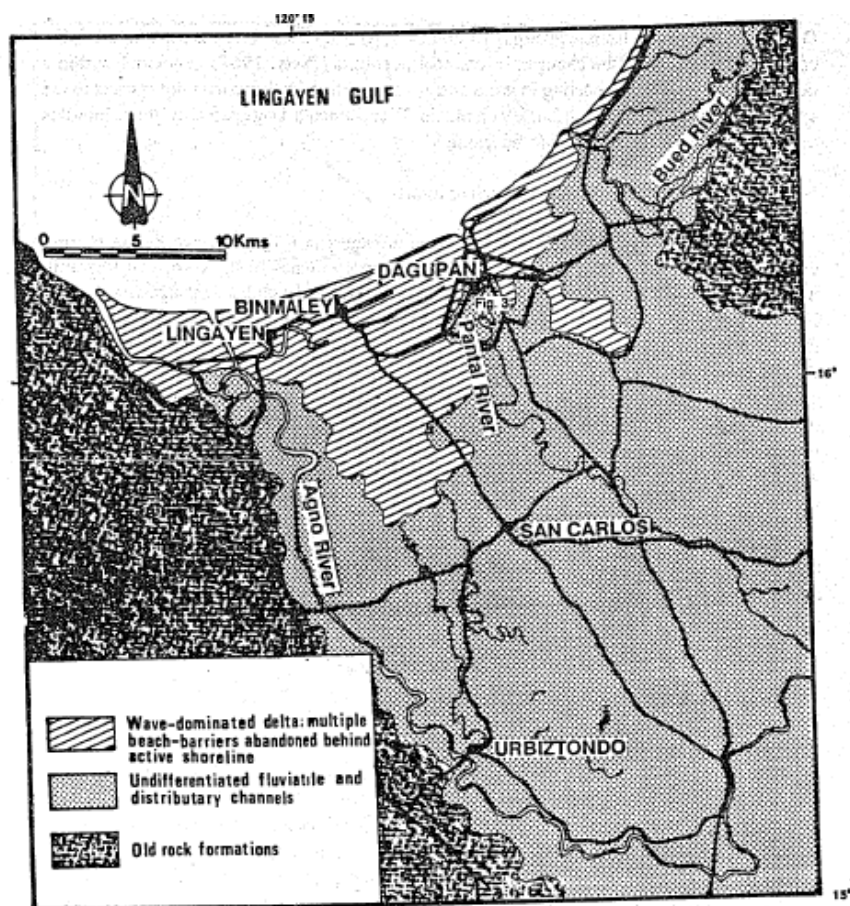 120° 15
LINGAYEN GULF
Bued River
N
0 5 10Kms
DAGUPAN
BINMALEY
Fig. 3
LINGAYEN
Pantal River
16°
Agno River
SAN CARLOS
Wave-dominated delta: multiple
beach-barriers abandoned behind
active shoreline
URBIZTONDO
Undifferentiated fluviatile and
distributary channels
Old rock formations
15°